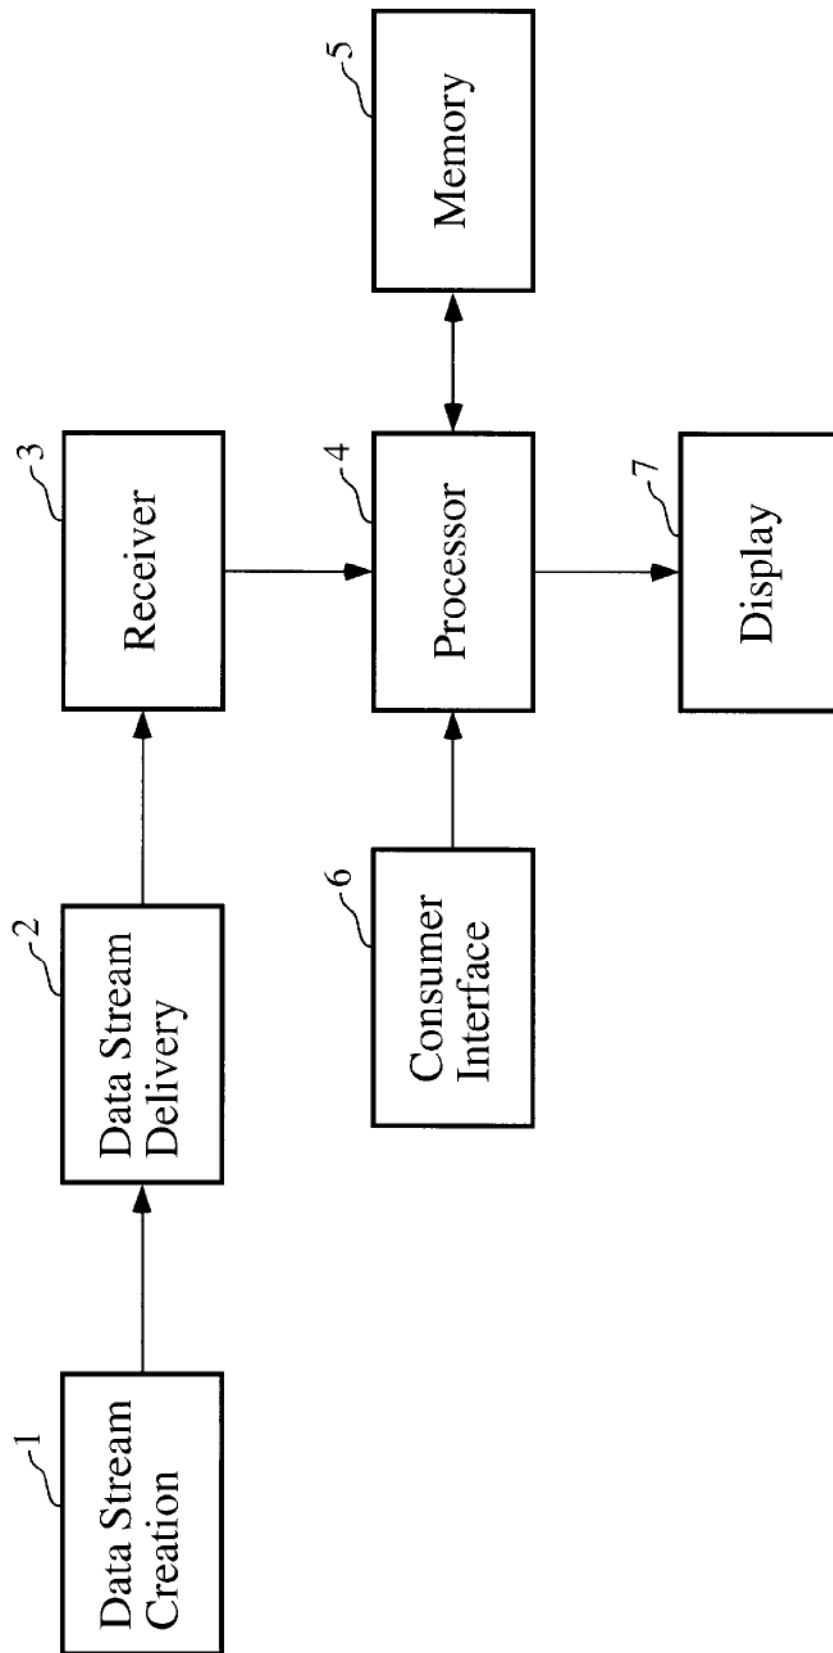 1
Data Stream
Creation
2
Data Stream
Delivery
3
Receiver
6
Consumer
Interface
4
Processor
5
Memory
7
Display